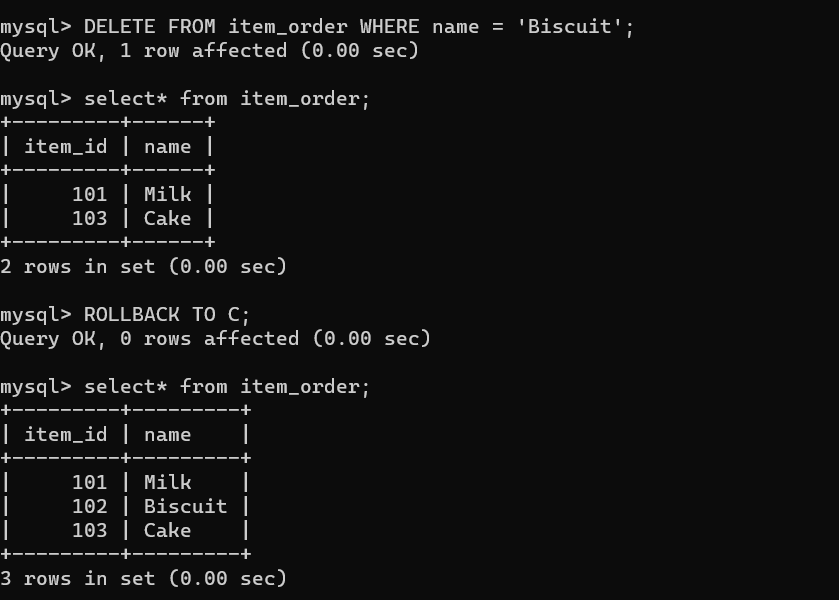 mysql> DELETE FROM item_order WHERE name = 'Biscuit';
Query OK, 1 row affected (0.00 sec)
mysql> select* from item_order;
+---------+------+
| item_id | name |
+---------+------+
|     101 | Milk |
|     103 | Cake |
+---------+------+
2 rows in set (0.00 sec)
mysql> ROLLBACK TO C;
Query OK, 0 rows affected (0.00 sec)
mysql> select* from item_order;
+---------+---------+
| item_id | name    |
+---------+---------+
|     101 | Milk    |
|     102 | Biscuit |
|     103 | Cake    |
+---------+---------+
3 rows in set (0.00 sec)